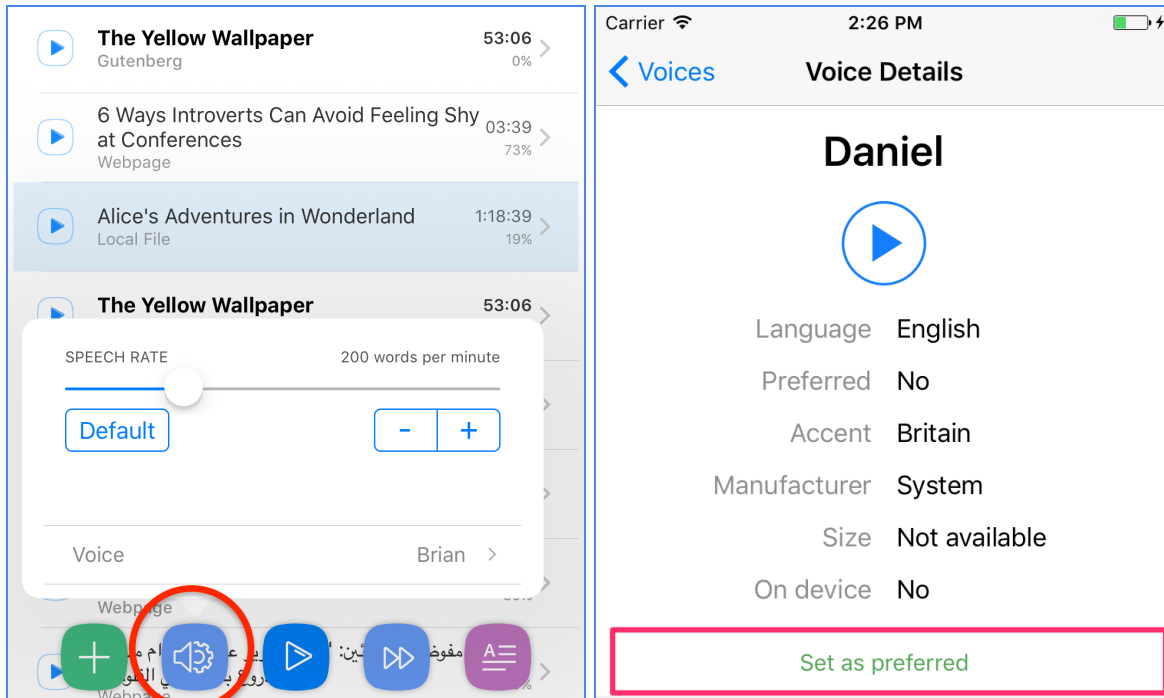 The Yellow Wallpaper
53:06
Gutenberg
0%
6 Ways Introverts Can Avoid Feeling Shy
at Conferences
03:39
73%
Webpage
Alice's Adventures in Wonderland
1:18:39
Local File
19%
The Yellow Wallpaper
53:06
SPEECH RATE
200 words per minute
Default
-
+
Voice
Brian
Webpage
A
Webpage
%
Carrier
2:26 PM
Voices
Voice Details
Daniel
Language English
Preferred No
Accent Britain
Manufacturer System
Size Not available
On device No
Set as preferred